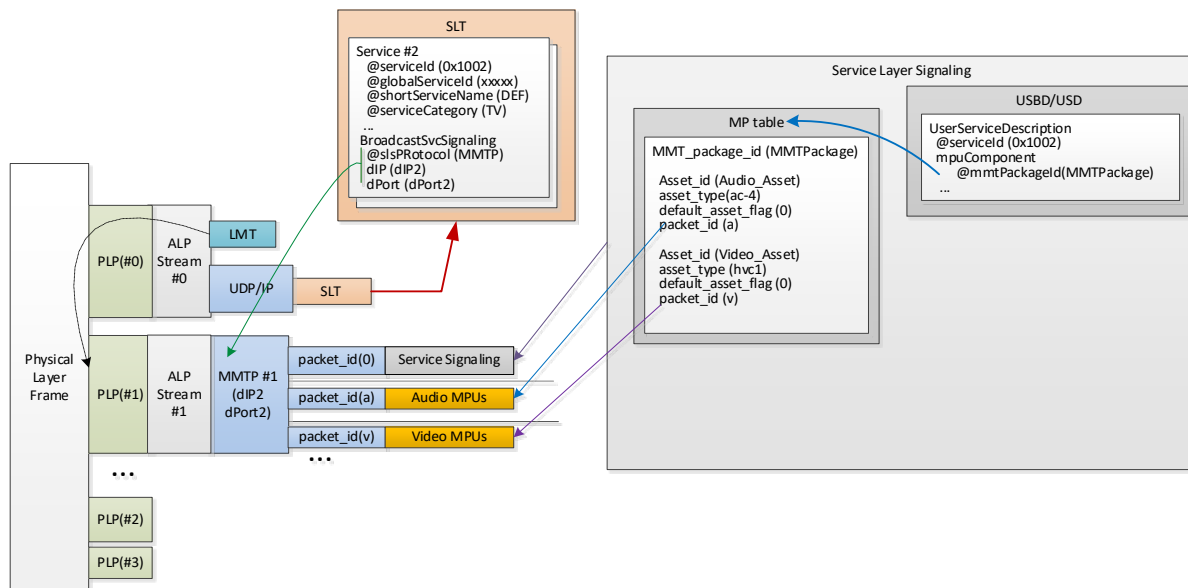 SLT
Service #2
@serviceId (0x1002)
@globalServiceId (xxxxx)
@shortServiceName (DEF)
@serviceCategory (TV)
...
BroadcastSvcSignaling
@slsPRotocol (MMTP)
dIP (dIP2)
dPort (dPort2)
Service Layer Signaling
MP table
MMT_package_id (MMTPackage)
Asset_id (Audio_Asset)
asset_type(ac-4)
default_asset_flag (0)
packet_id (a)
Asset_id (Video_Asset)
asset_type (hvc1)
default_asset_flag (0)
packet_id (v)
USBD/USD
UserServiceDescription
@serviceId (0x1002)
mpuComponent
@mmtPackageId(MMTPackage)
...
Physical
Layer
Frame
PLP(#0)
ALP
Stream
#0
LMT
UDP/IP
SLT
PLP(#1)
ALP
Stream
#1
MMTP #1
(dIP2
dPort2)
packet_id(0)
Service Signaling
packet_id(a)
Audio MPUs
packet_id(v)
Video MPUs
...
...
PLP(#2)
PLP(#3)